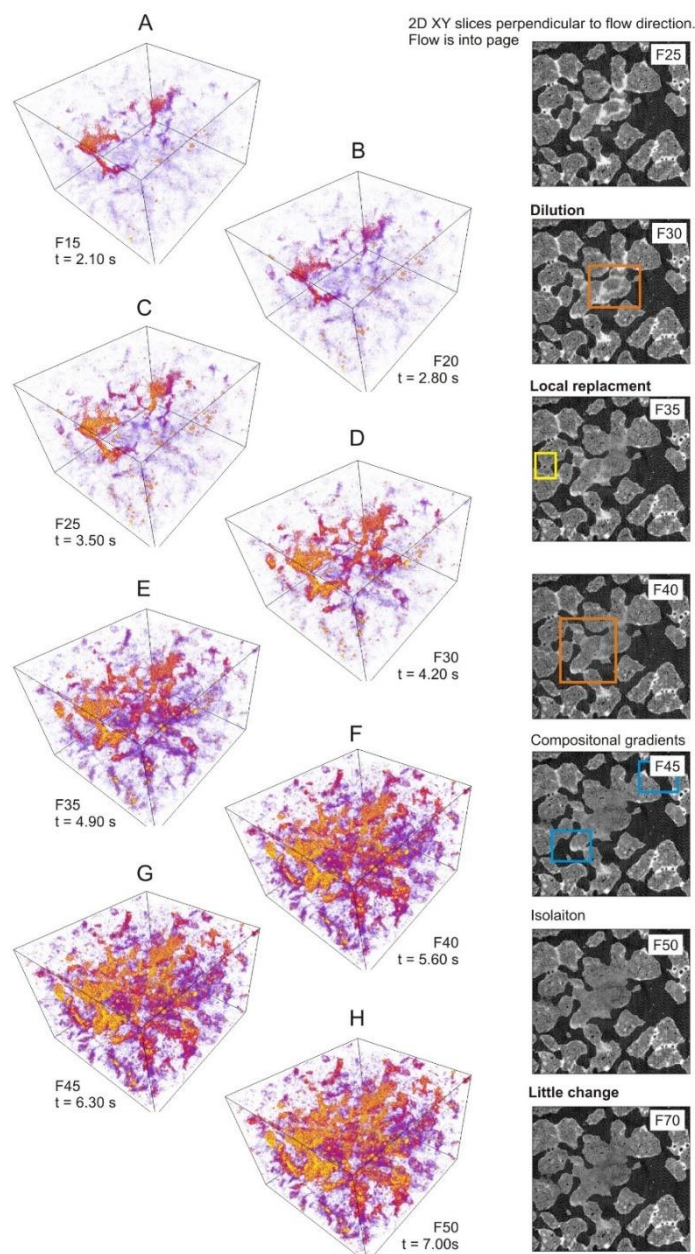 A
F15
t = 2.10 s
B
F20
t = 2.80 s
C
F25
t = 3.50 s
D
F30
t = 4.20 s
E
F35
t = 4.90 s
F
F40
t = 5.60 s
G
F45
t = 6.30 s
H
F50
t = 7.00s
2D XY slices perpendicular to flow direction.
Flow is into page
F25
Dilution
F30
Local replacment
F35
F40
Compositonal gradients
F45
Isolaiton
F50
Little change
F70